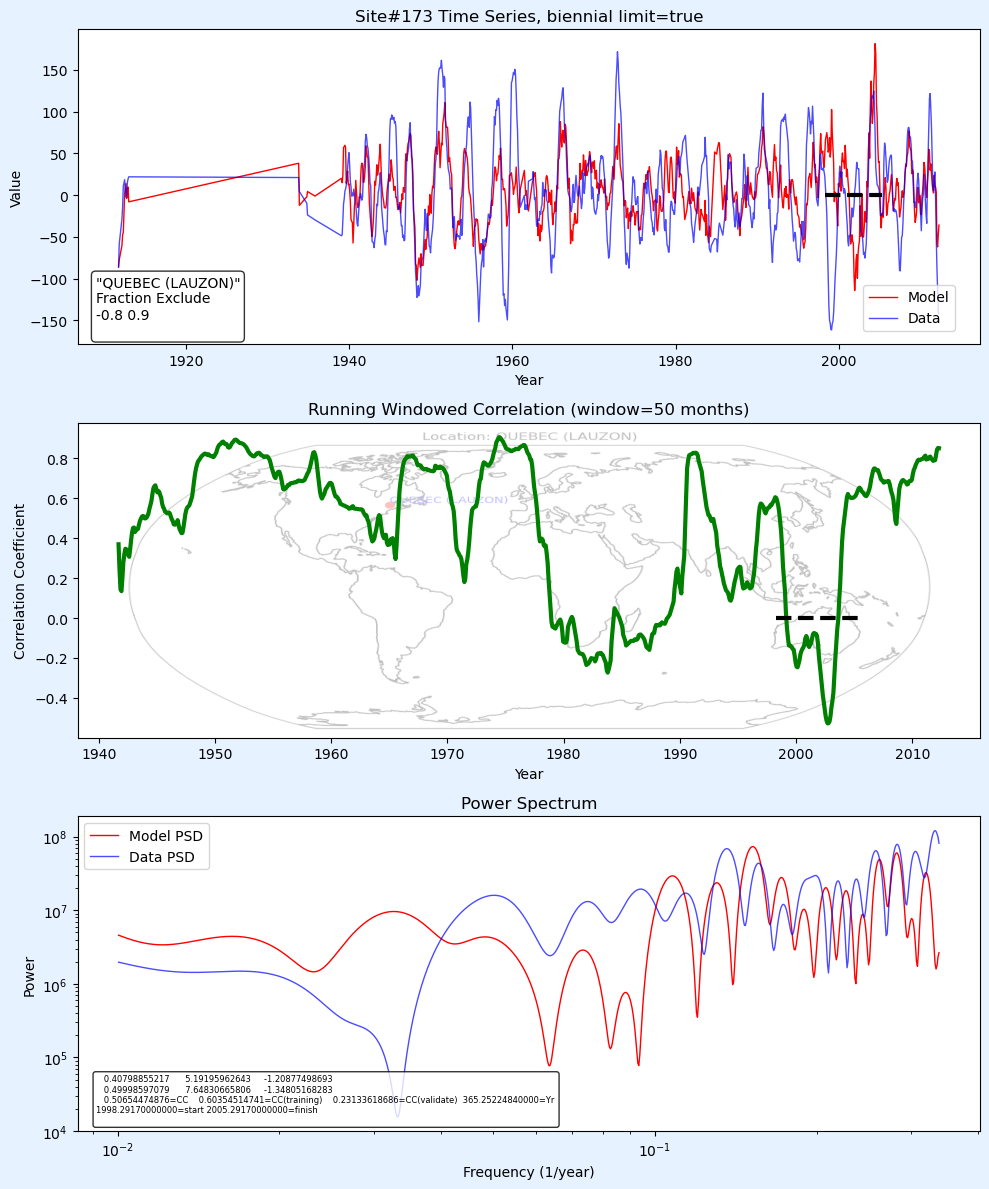 Site#173 Time Series, biennial limit=true
Value
150
100
50
0
−50
−100
−150
"QUEBEC (LAUZON)"
Fraction Exclude
-0.8 0.9
Model
Data
1920
1940
1960
1980
2000
Year
Running Windowed Correlation (window=50 months)
Location: QUEBEC (LAUZON)
QUEBEC (LAUZON)
Correlation Coefficient
0.8
0.6
0.4
0.2
0.0
−0.2
−0.4
1940
1950
1960
1970
1980
1990
2000
2010
Year
Power Spectrum
Model PSD
Data PSD
Power
10^8
10^7
10^6
10^5
10^4
0.40798855217 5.19195962643 -1.20877498693
0.49998597079 7.64830665806 -1.34805168283
0.50654474876=CC 0.60354514741=CC(training) 0.23133618686=CC(validate) 365.25224840000=Yr
1998.29170000000=start 2005.29170000000=finish
10^−2
10^−1
Frequency (1/year)